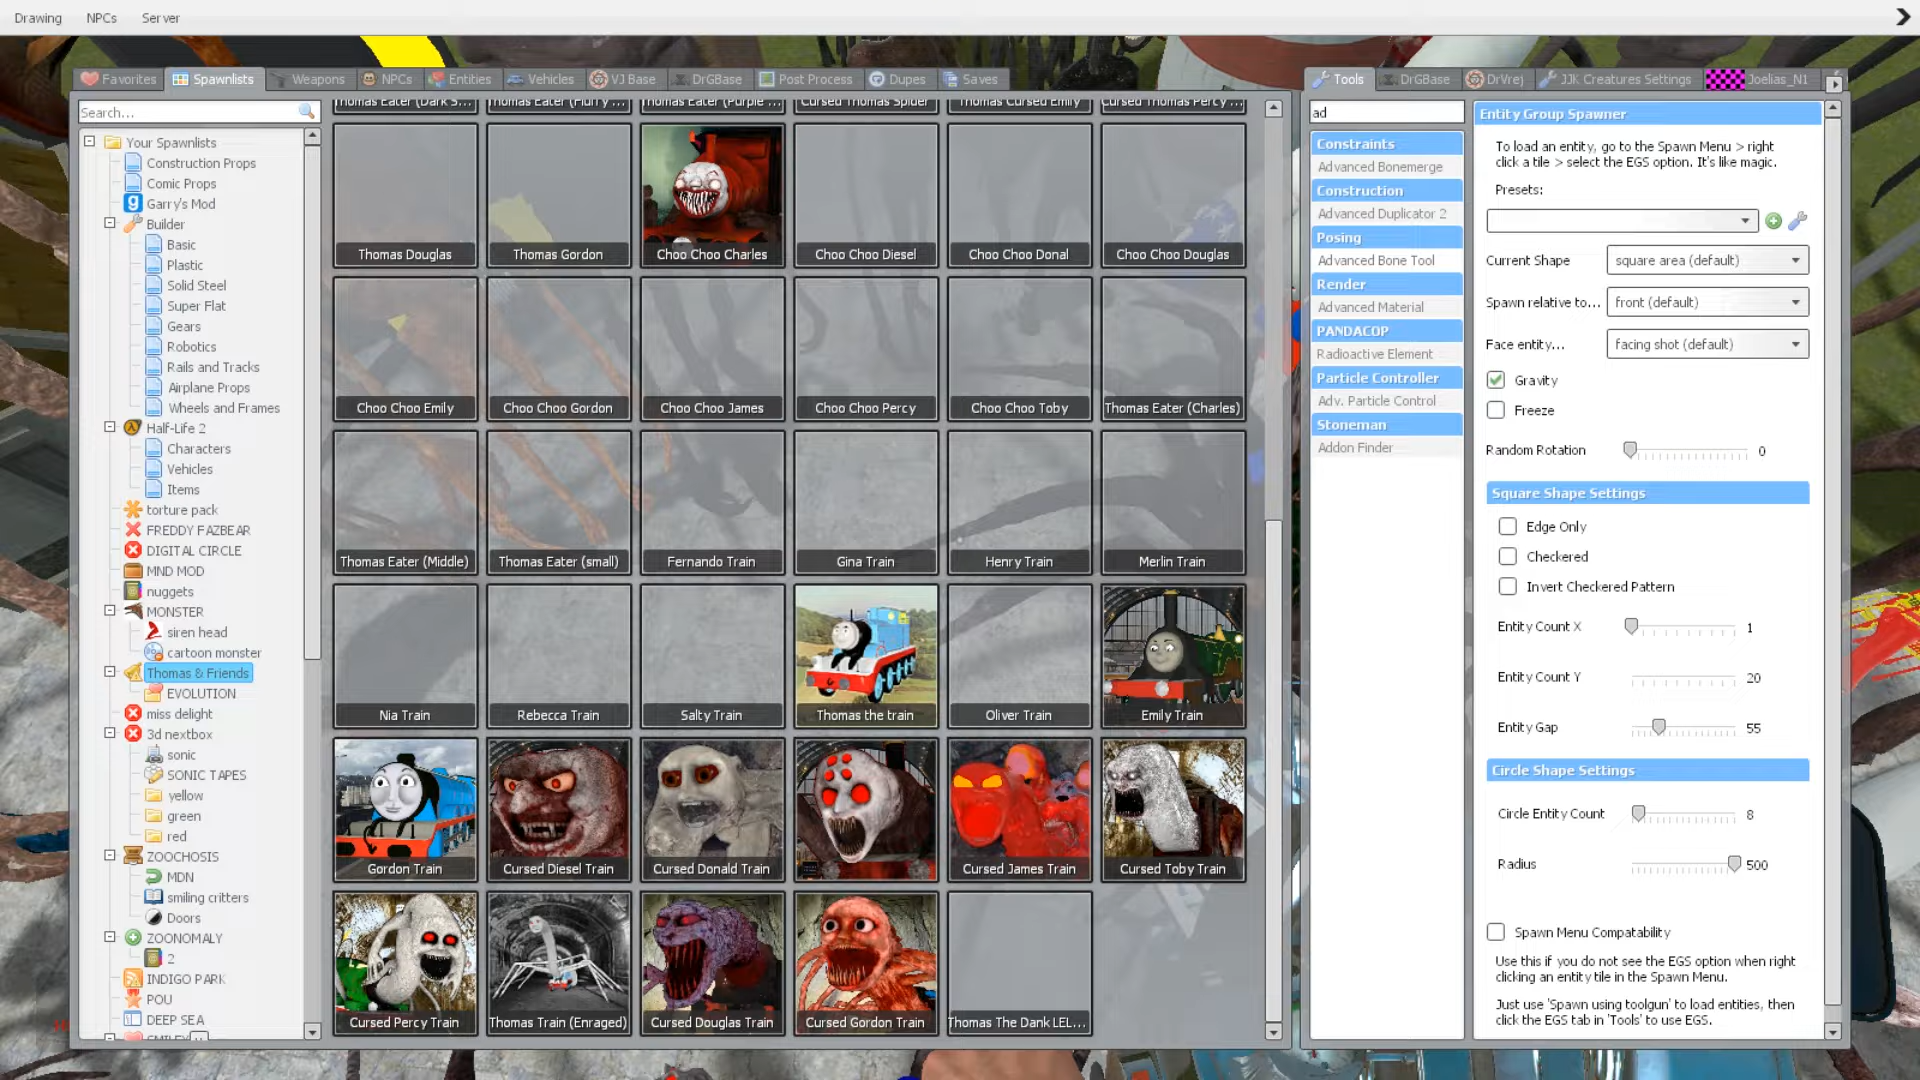 Drawing NPCs Server
Favorites Spawnlists Weapons NPCs Entities Vehicles VJ Base DrGBase Post Process Dupes Saves
Search...
Your Spawnlists
Construction Props
Comic Props
Garry's Mod
Builder
Basic
Plastic
Solid Steel
Super Flat
Gears
Robotics
Rails and Tracks
Airplane Props
Wheels and Frames
Half-Life 2
Characters
Vehicles
Items
torture pack
FREDDY FAZBEAR
DIGITAL CIRCLE
MND MOD
nuggets
MONSTER
siren head
cartoon monster
Thomas & Friends
EVOLUTION
miss delight
3d nextbox
sonic
SONIC TAPES
yellow
green
red
ZOOCHOSIS
MDN
smiling critters
Doors
ZOONOMALY
2
INDIGO PARK
POU
DEEP SEA
Thomas Eater (Dark S... Thomas Eater (Flurry ... Thomas Eater (Purple ... Cursed Thomas Spider Thomas Cursed Emily Cursed Thomas Percy ...
Thomas Douglas Thomas Gordon Choo Choo Charles Choo Choo Diesel Choo Choo Donal Choo Choo Douglas
Choo Choo Emily Choo Choo Gordon Choo Choo James Choo Choo Percy Choo Choo Toby Thomas Eater (Charles)
Thomas Eater (Middle) Thomas Eater (small) Fernando Train Gina Train Henry Train Merlin Train
Nia Train Rebecca Train Salty Train Thomas the train Oliver Train Emily Train
Gordon Train Cursed Diesel Train Cursed Donald Train Cursed James Train Cursed Toby Train
Cursed Percy Train Thomas Train (Enraged) Cursed Douglas Train Cursed Gordon Train Thomas The Dank LEL...
Tools DrGBase DrVrej JJK Creatures Settings Joelias_N1
ad
Constraints
Advanced Bonemerge
Construction
Advanced Duplicator 2
Posing
Advanced Bone Tool
Render
Advanced Material
PANDACOP
Radioactive Element
Particle Controller
Adv. Particle Control
Stoneman
Addon Finder
Entity Group Spawner
To load an entity, go to the Spawn Menu > right
click a tile > select the EGS option. It's like magic.
Presets:
Current Shape square area (default)
Spawn relative to... front (default)
Face entity... facing shot (default)
Gravity
Freeze
Random Rotation 0
Square Shape Settings
Edge Only
Checkered
Invert Checkered Pattern
Entity Count X 1
Entity Count Y 20
Entity Gap 55
Circle Shape Settings
Circle Entity Count 8
Radius 500
Spawn Menu Compatability
Use this if you do not see the EGS option when right
clicking an entity tile in the Spawn Menu.
Just use 'Spawn using toolgun' to load entities, then
click the EGS tab in 'Tools' to use EGS.